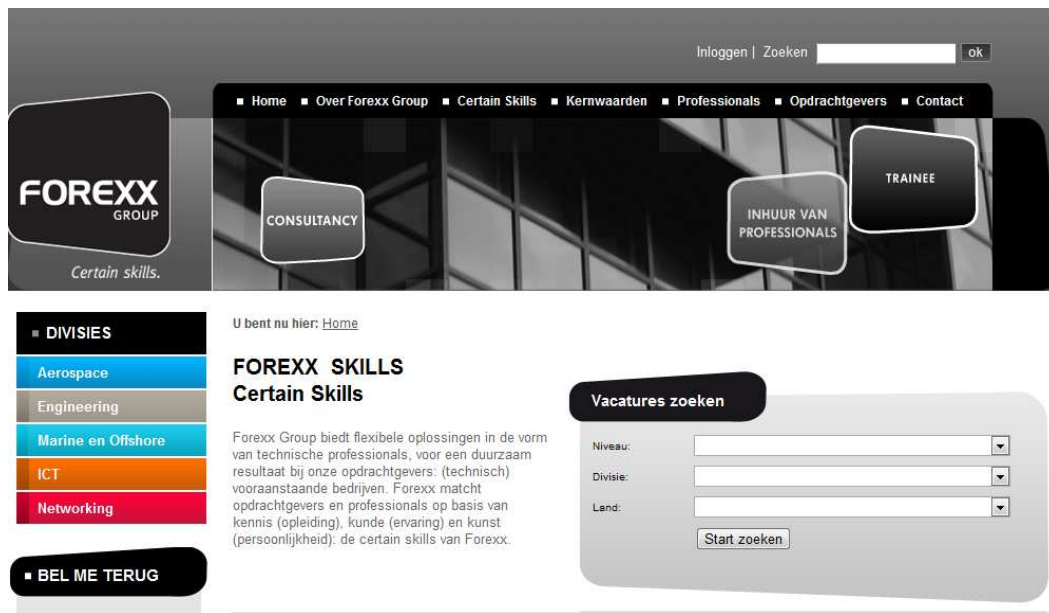 Inloggen | Zoeken ok
Home Over Forexx Group Certain Skills Kernwaarden Professionals Opdrachtgevers Contact
FOREXX
GROUP
Certain skills.
CONSULTANCY
INHUUR VAN
PROFESSIONALS
TRAINEE
DIVISIES
Aerospace
Engineering
Marine en Offshore
ICT
Networking
BEL ME TERUG
U bent nu hier: Home
FOREXX SKILLS
Certain Skills
Forexx Group biedt flexibele oplossingen in de vorm
van technische professionals, voor een duurzaam
resultaat bij onze opdrachtgevers: (technisch)
vooraanstaande bedrijven. Forexx matcht
opdrachtgevers en professionals op basis van
kennis (opleiding), kunde (ervaring) en kunst
(persoonlijkheid): de certain skills van Forexx.
Vacatures zoeken
Niveau:
Divisie:
Land:
Start zoeken